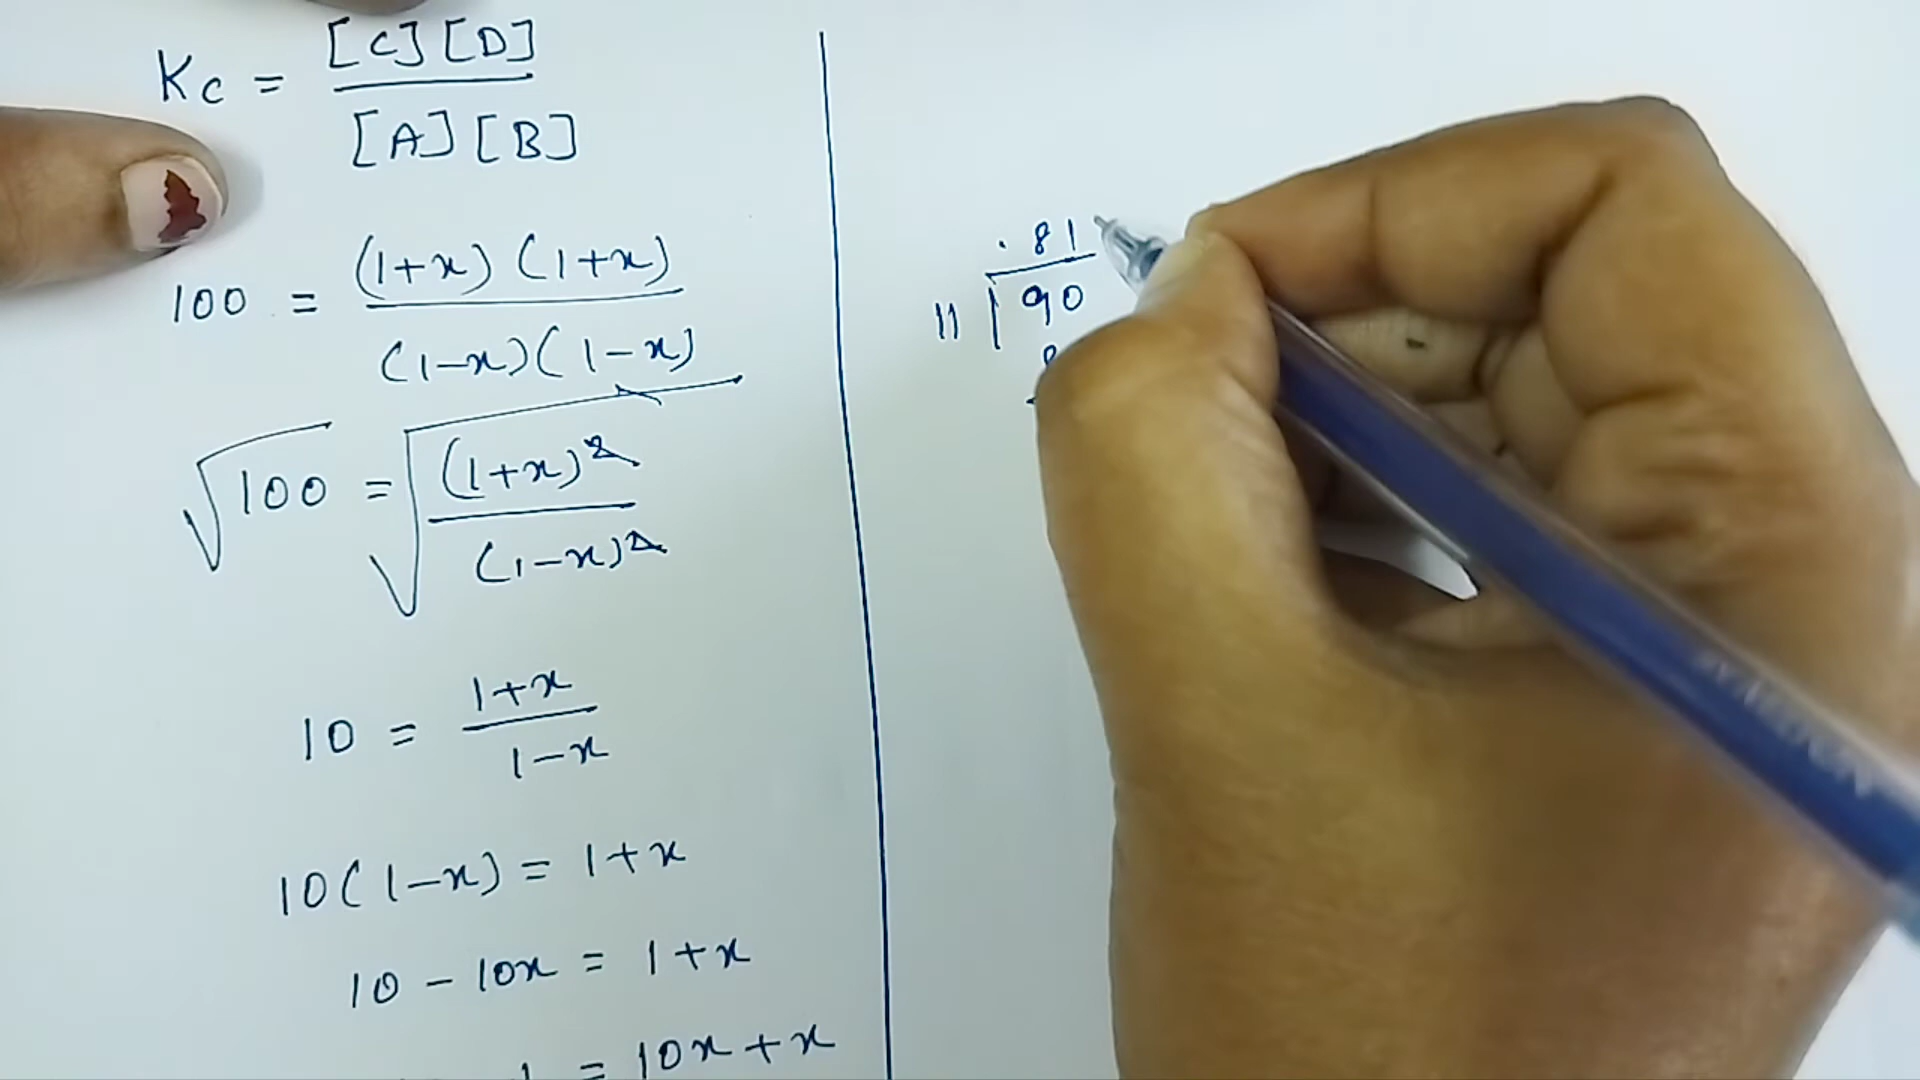 Kc = [C] [D] / [A] [B]
100 = (1+x) (1+x) / (1-x) (1-x)
√100 = √(1+x)² / (1-x)²
10 = 1+x / 1-x
10(1-x) = 1+x
10 - 10x = 1+x
= 10x + x
.81
11 90
8